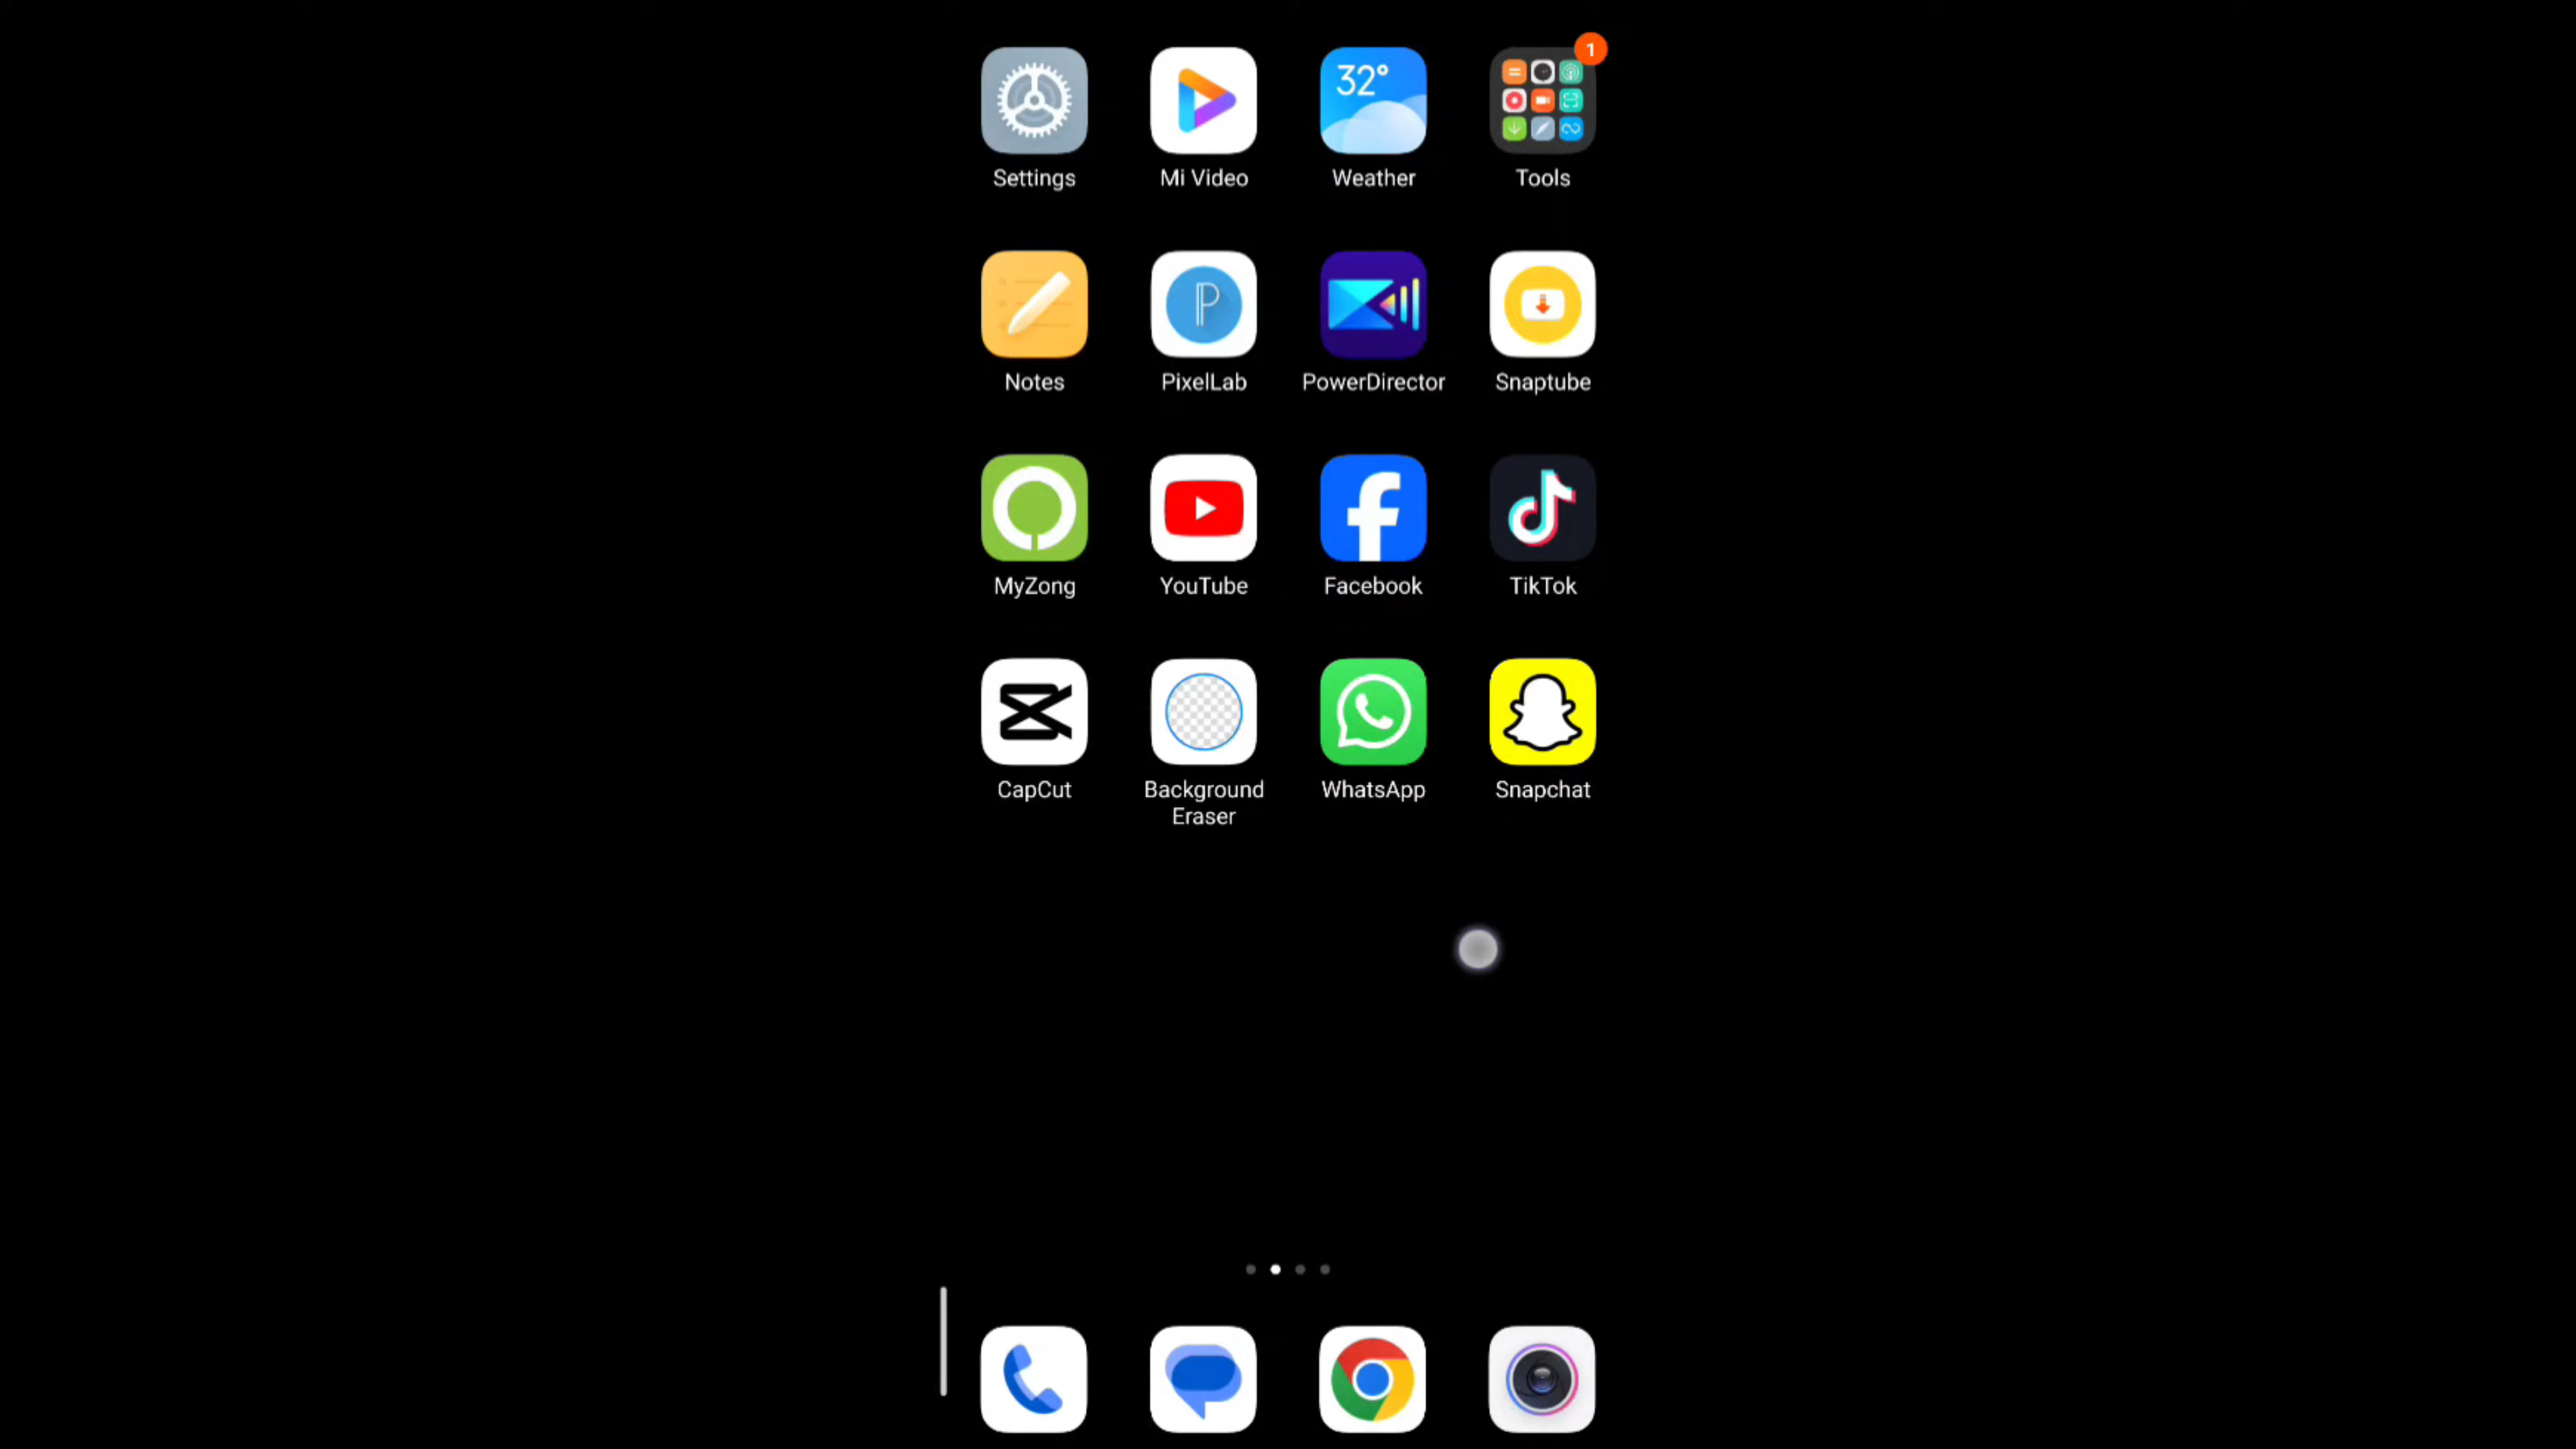 32°
1
Settings
Mi Video
Weather
Tools
Notes
PixelLab
PowerDirector
Snaptube
MyZong
YouTube
Facebook
TikTok
CapCut
Background
Eraser
WhatsApp
Snapchat